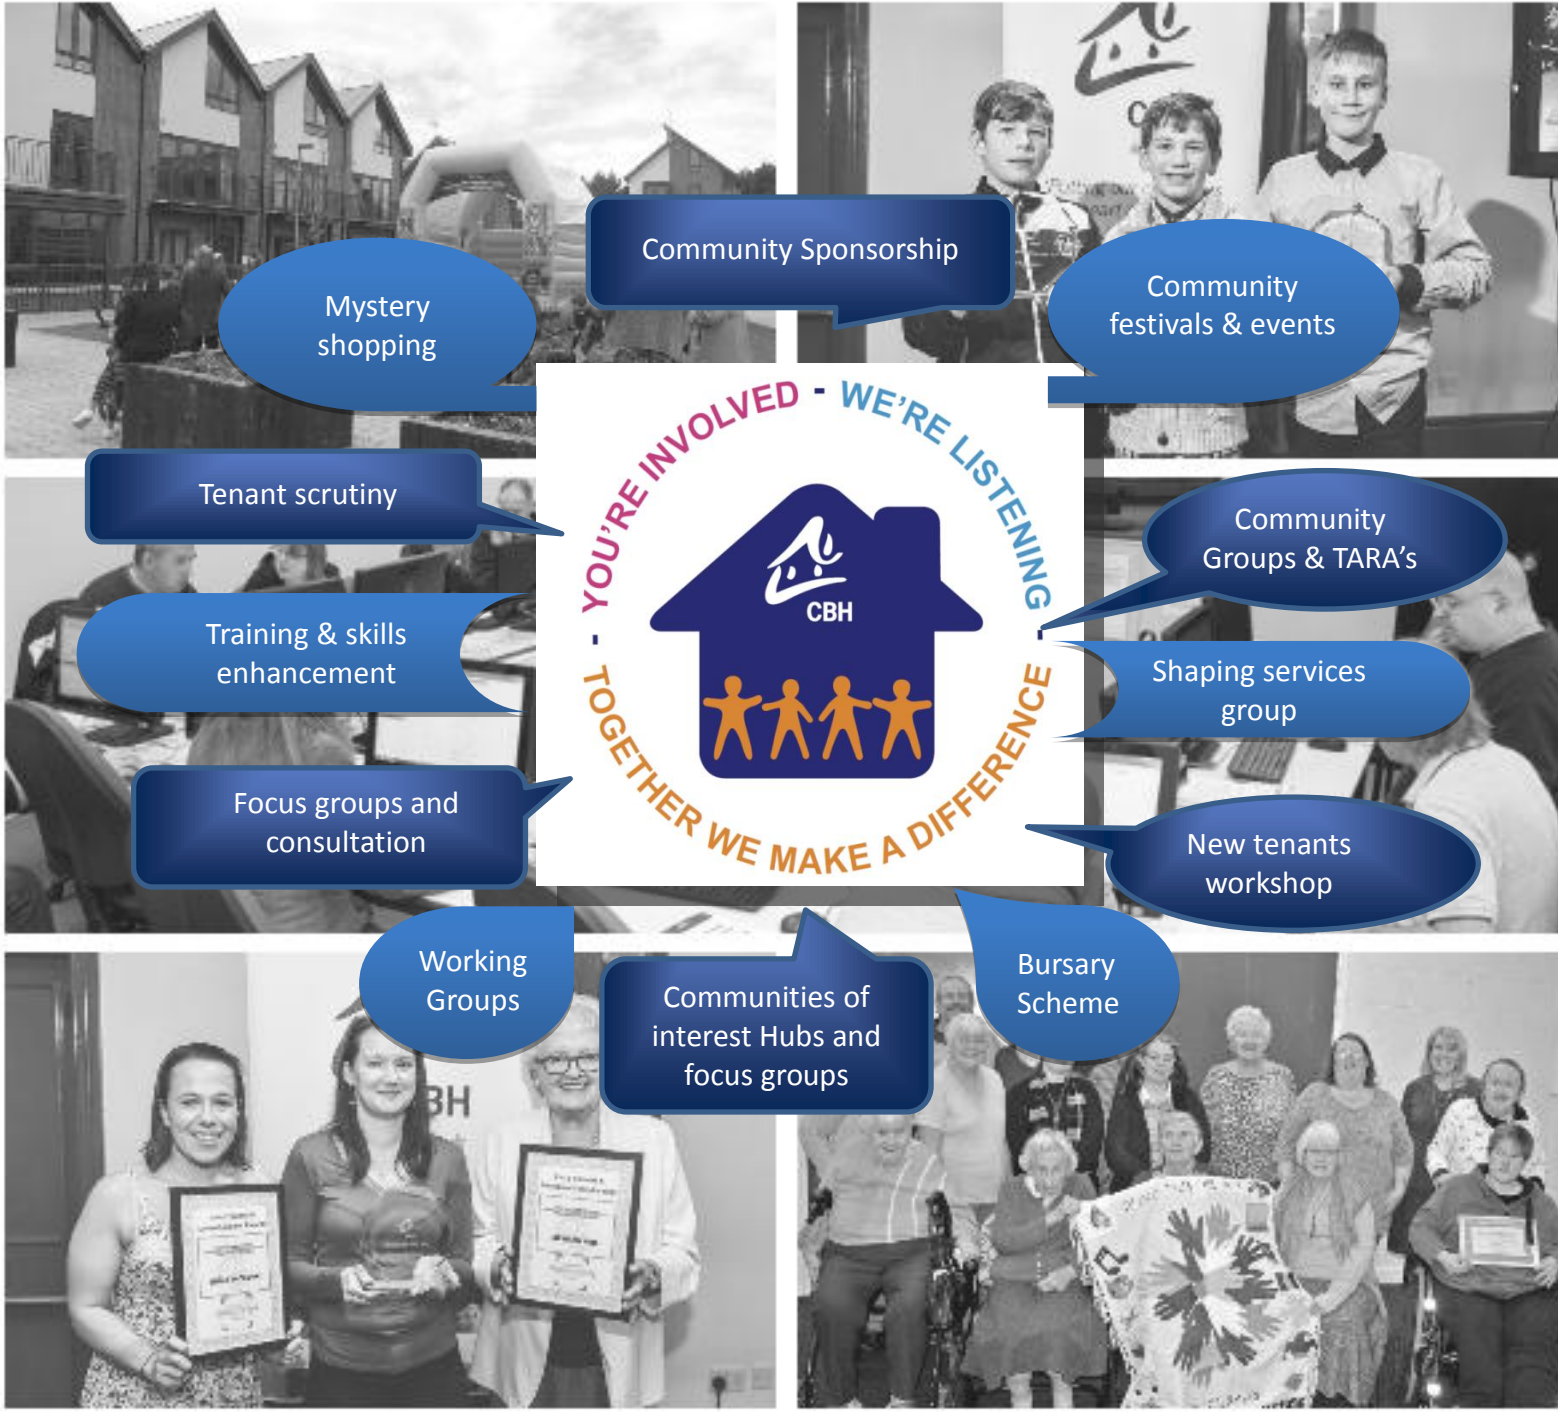 CBH
Community Sponsorship
Mystery
shopping
Community
festivals & events
- YOU'RE INVOLVED - WE'RE LISTENING -
TOGETHER WE MAKE A DIFFERENCE
CBH
Tenant scrutiny
Community
Groups & TARA's
Training & skills
enhancement
Shaping services
group
Focus groups and
consultation
New tenants
workshop
Working
Groups
Communities of
interest Hubs and
focus groups
Bursary
Scheme
BH